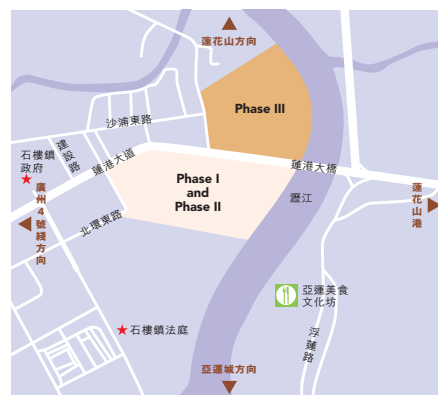 蓮花山方向
Phase III
沙浦東路
建設路
石樓鎮
政府
蓮港大道
蓮港大橋
Phase I
and
Phase II
瀝江
蓮花山港
廣州4號綫方向
北環東路
亞運美食
文化坊
浮蓮路
石樓鎮法庭
亞運城方向